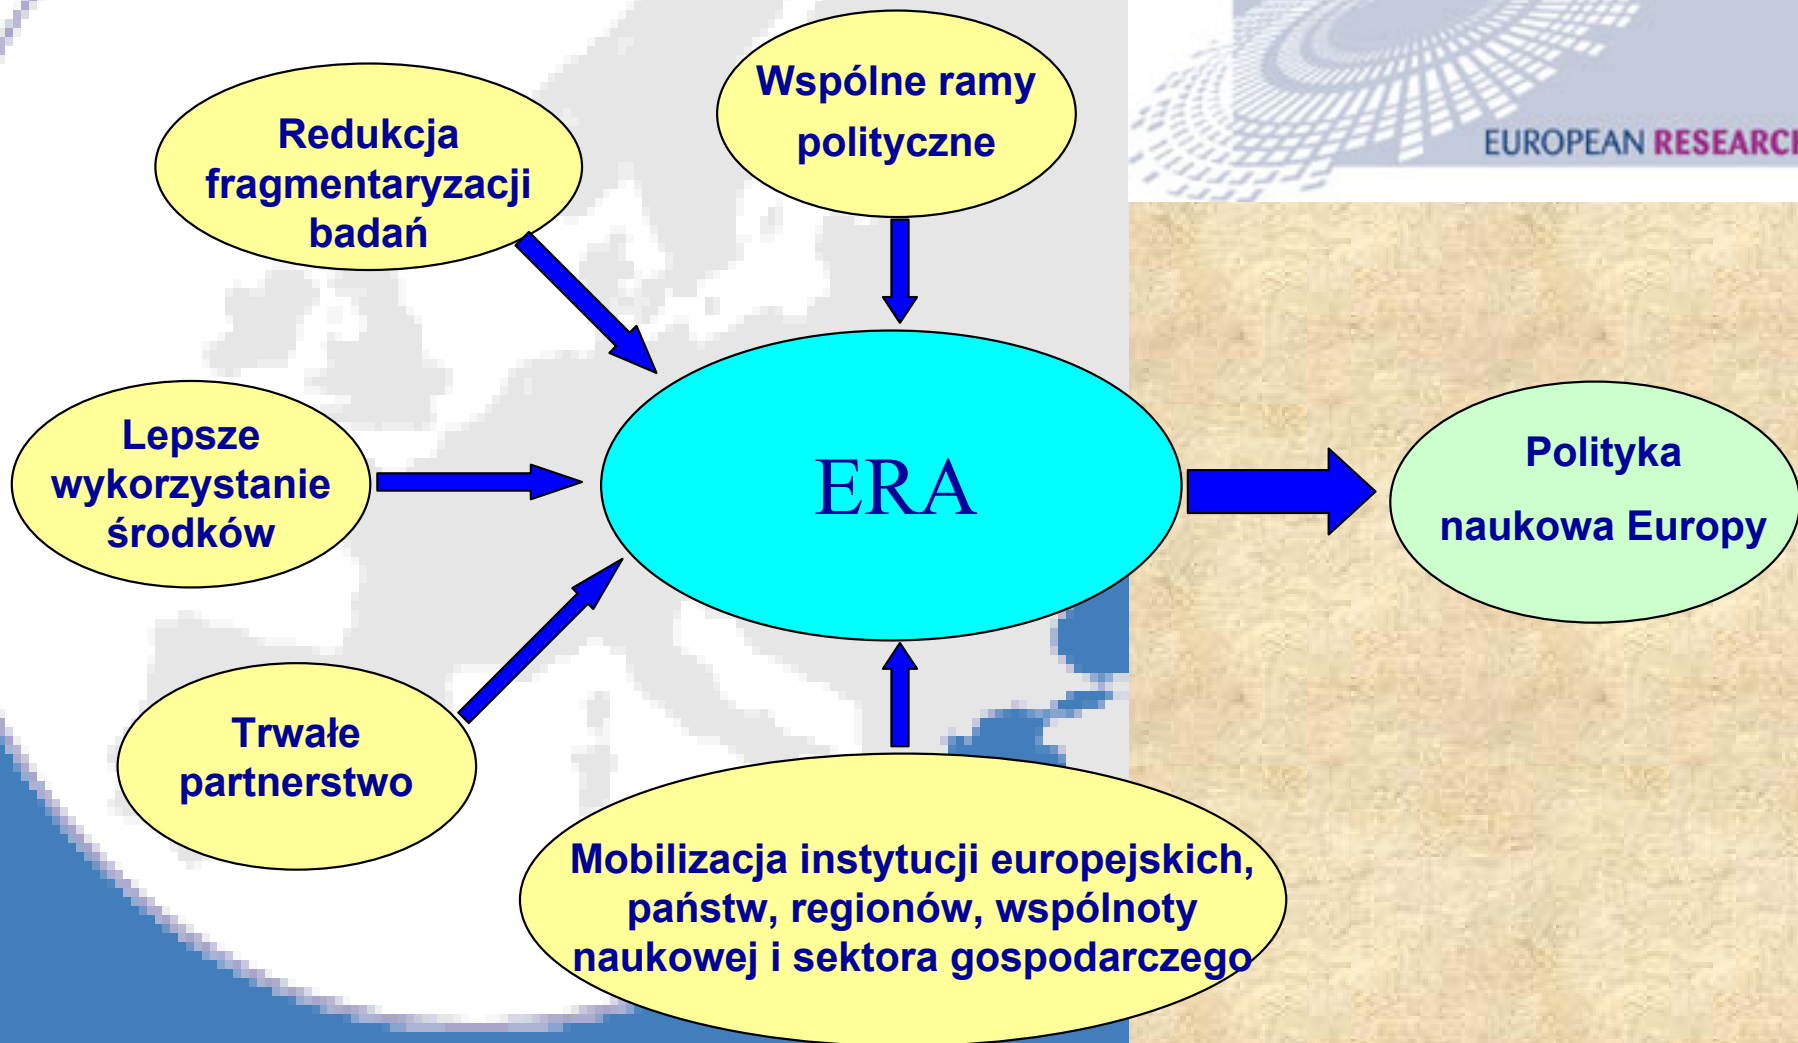 Wspólne ramy
polityczne
EUROPEAN RESEARCH
Redukcja
fragmentaryzacji
badań
Lepsze
wykorzystanie
środków
ERA
Polityka
naukowa Europy
Trwałe
partnerstwo
Mobilizacja instytucji europejskich,
państw, regionów, wspólnoty
naukowej i sektora gospodarczego